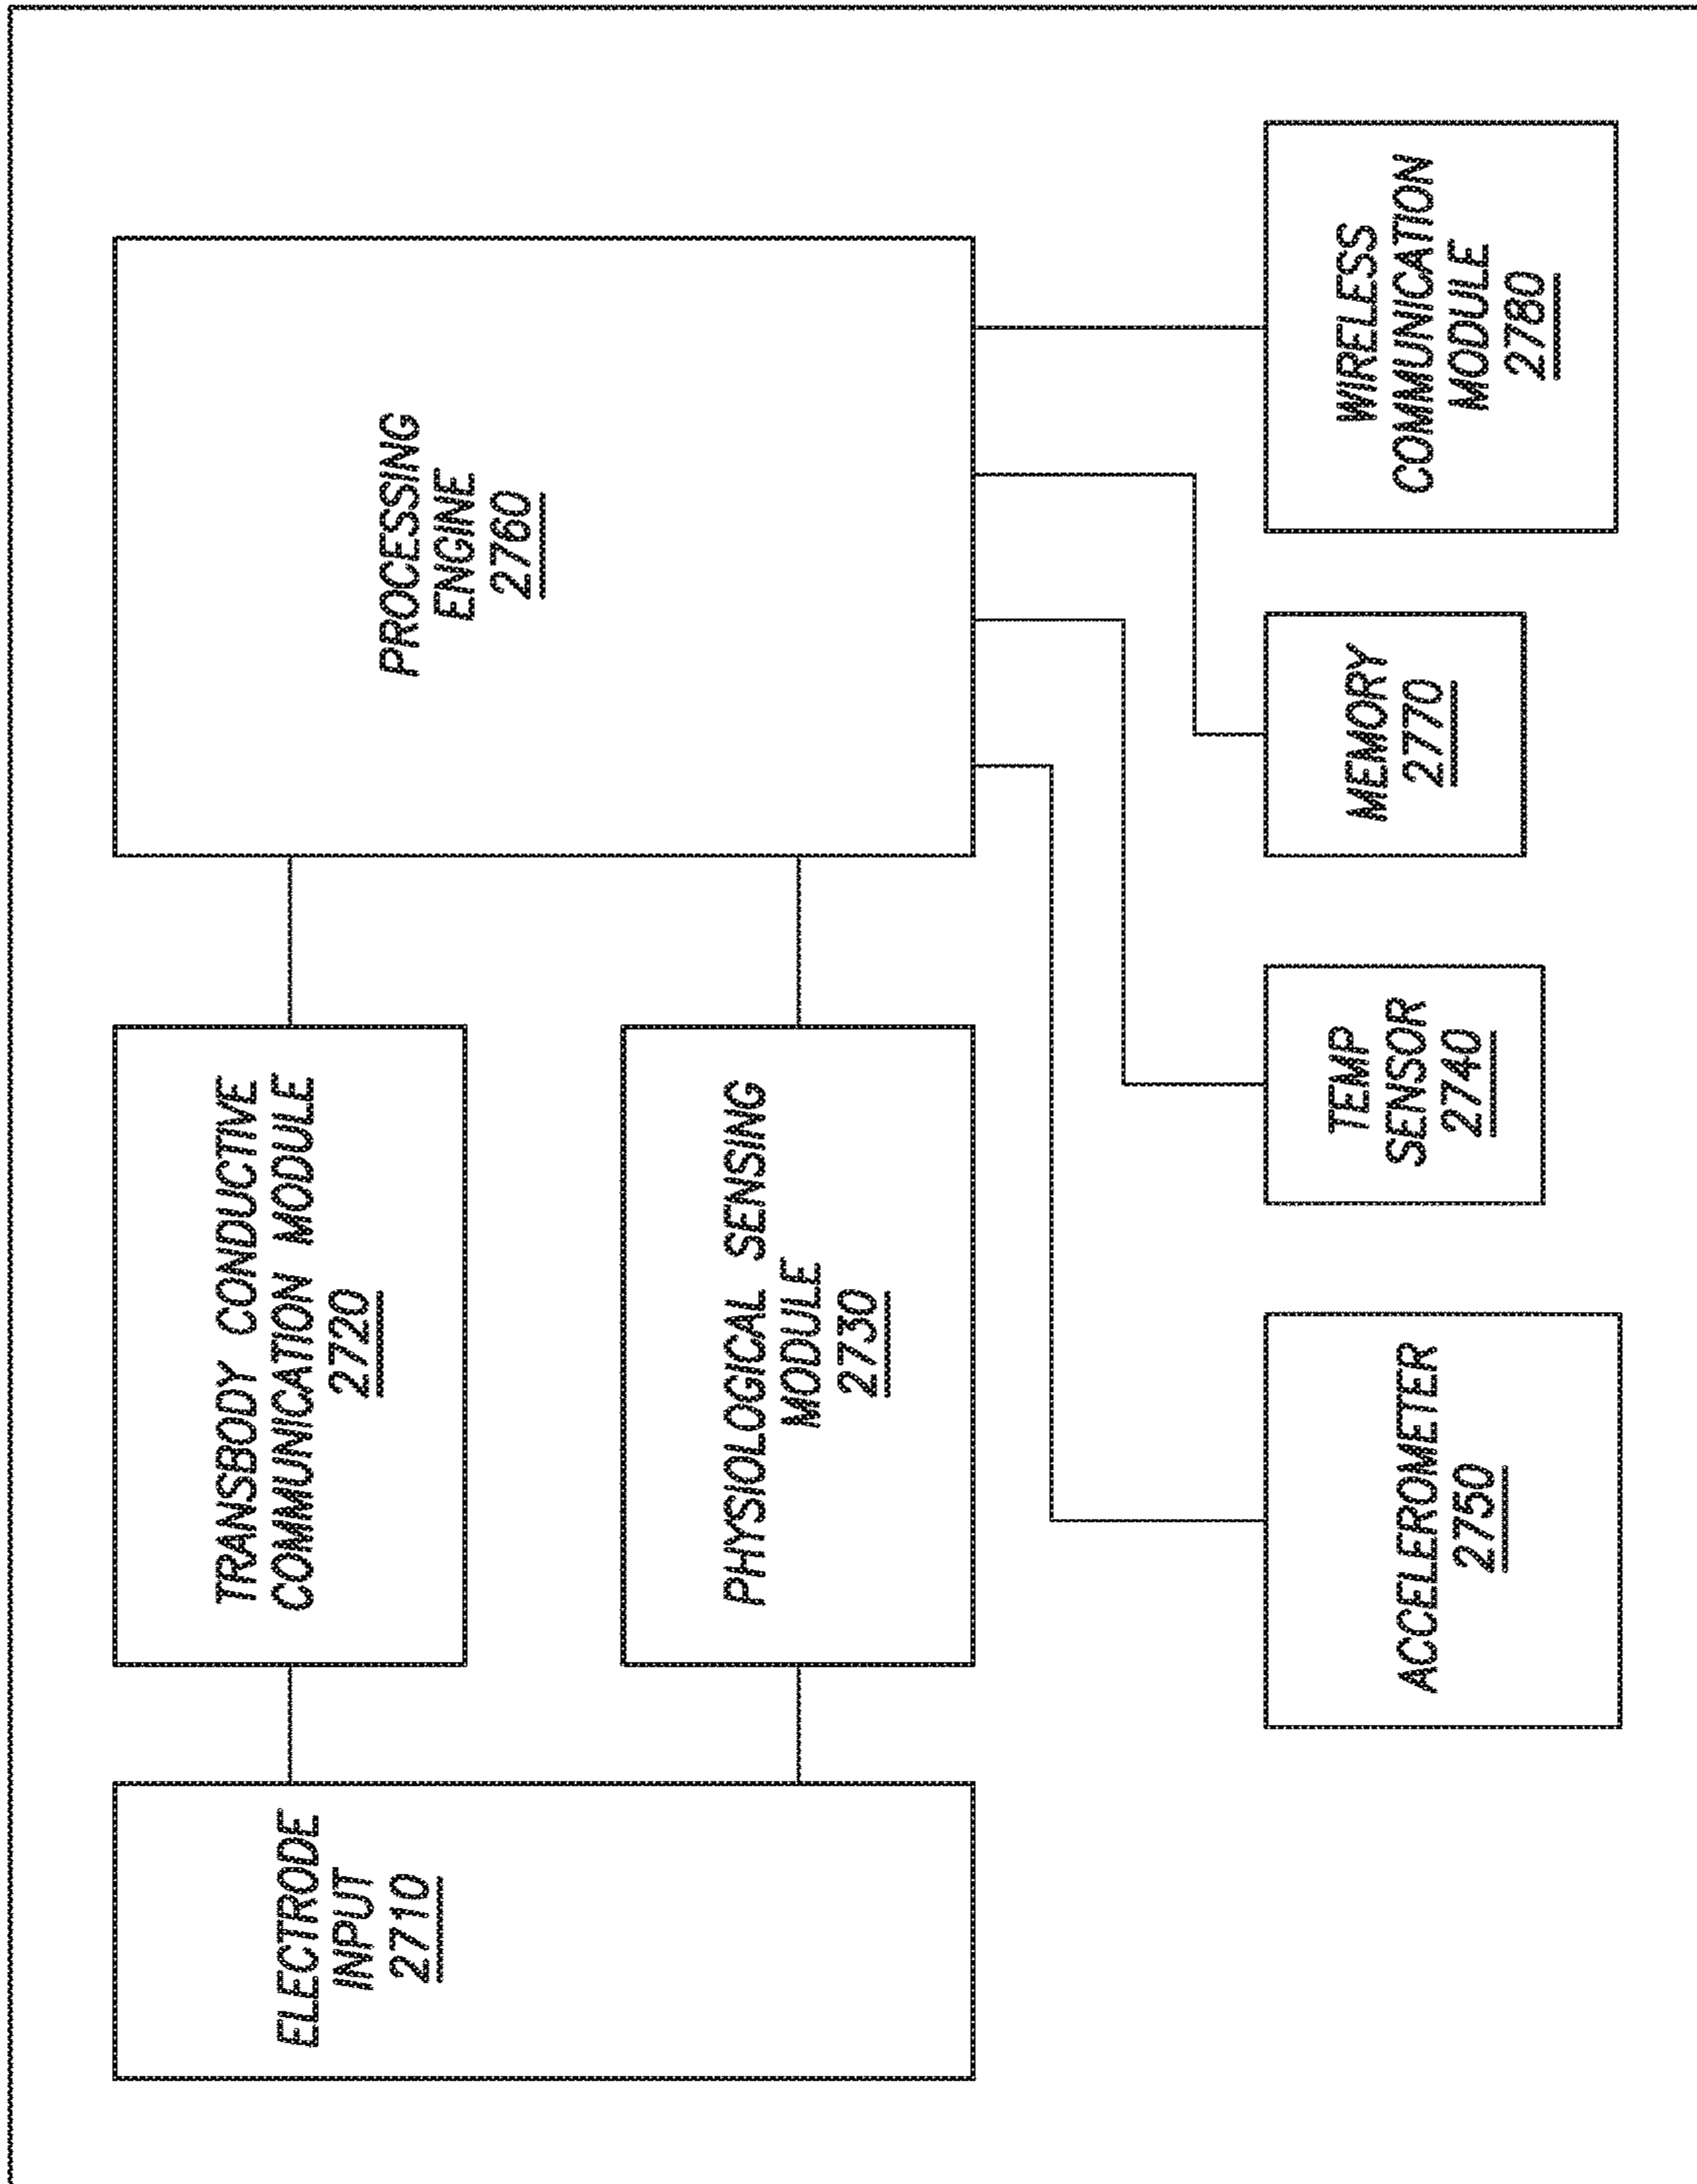 ELECTRODE
INPUT
2710
TRANSBODY CONDUCTIVE
COMMUNICATION MODULE
2720
PHYSIOLOGICAL SENSING
MODULE
2730
PROCESSING
ENGINE
2760
ACCELEROMETER
2750
TEMP
SENSOR
2740
MEMORY
2770
WIRELESS
COMMUNICATION
MODULE
2780